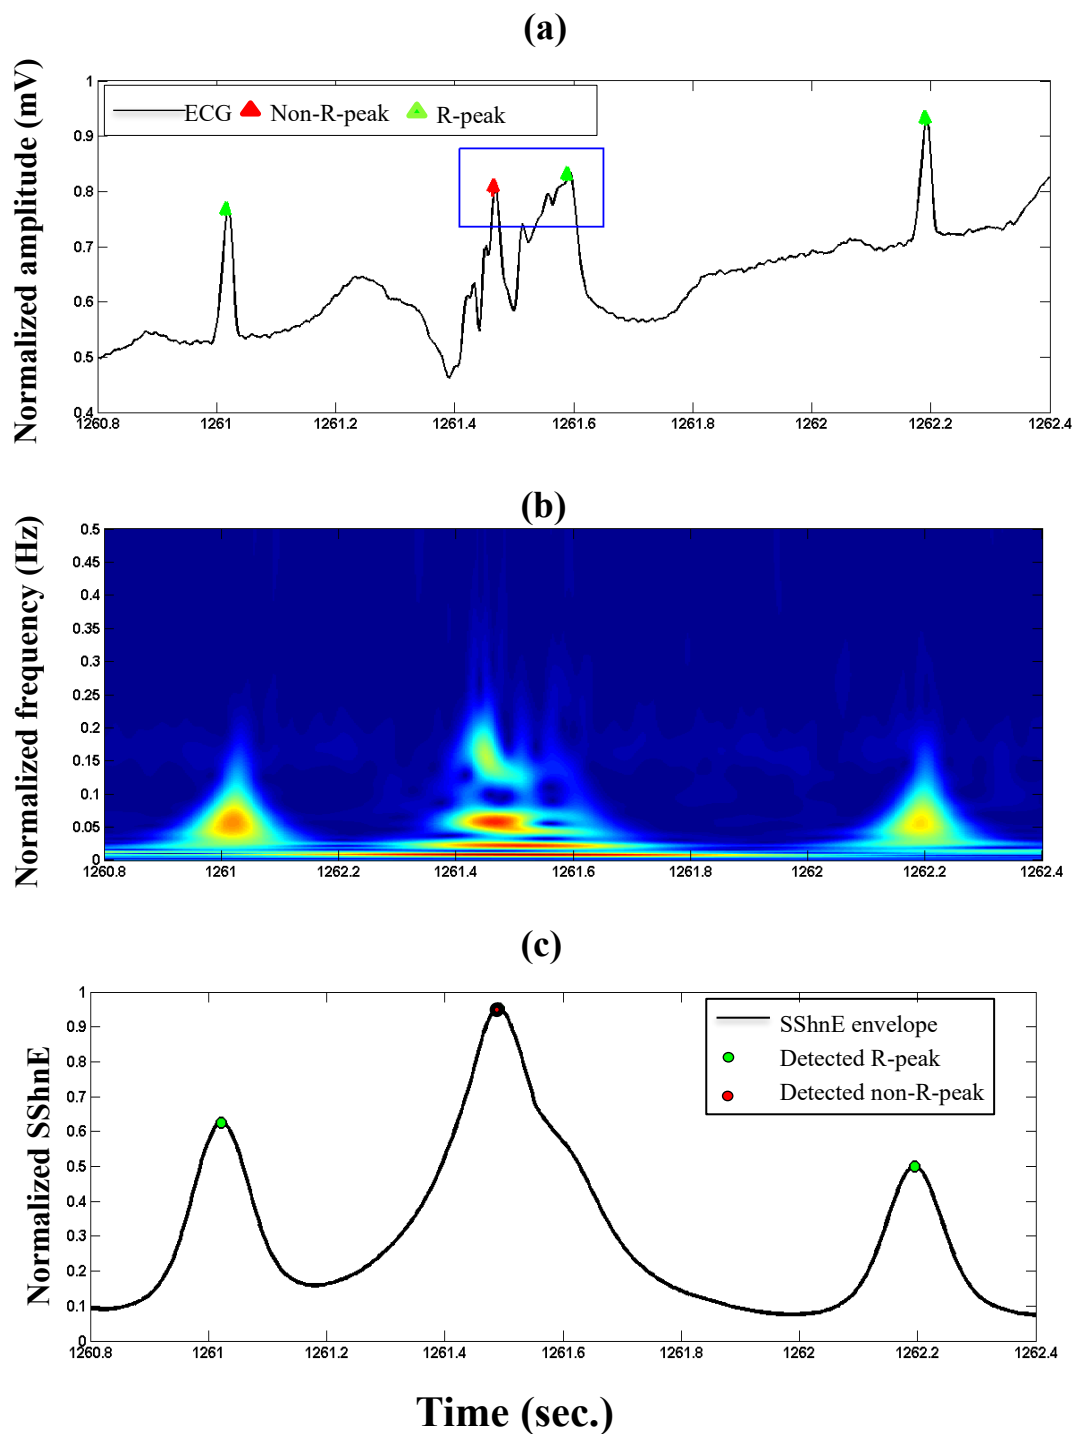 (a)
Normalized amplitude (mV)
1
0.9
0.8
0.7
0.6
0.5
0.4
ECG Non-R-peak R-peak
1260.8 1261 1261.2 1261.4 1261.6 1261.8 1262 1262.2 1262.4
(b)
Normalized frequency (Hz)
0.5
0.45
0.4
0.35
0.3
0.25
0.2
0.15
0.1
0.05
0
1260.8 1261 1262.2 1261.4 1261.6 1261.8 1262 1262.2 1262.4
(c)
Normalized SShnE
1
0.9
0.8
0.7
0.6
0.5
0.4
0.3
0.2
0.1
0
SShnE envelope
Detected R-peak
Detected non-R-peak
1260.8 1261 1261.2 1261.4 1261.6 1261.8 1262 1262.2 1262.4
Time (sec.)